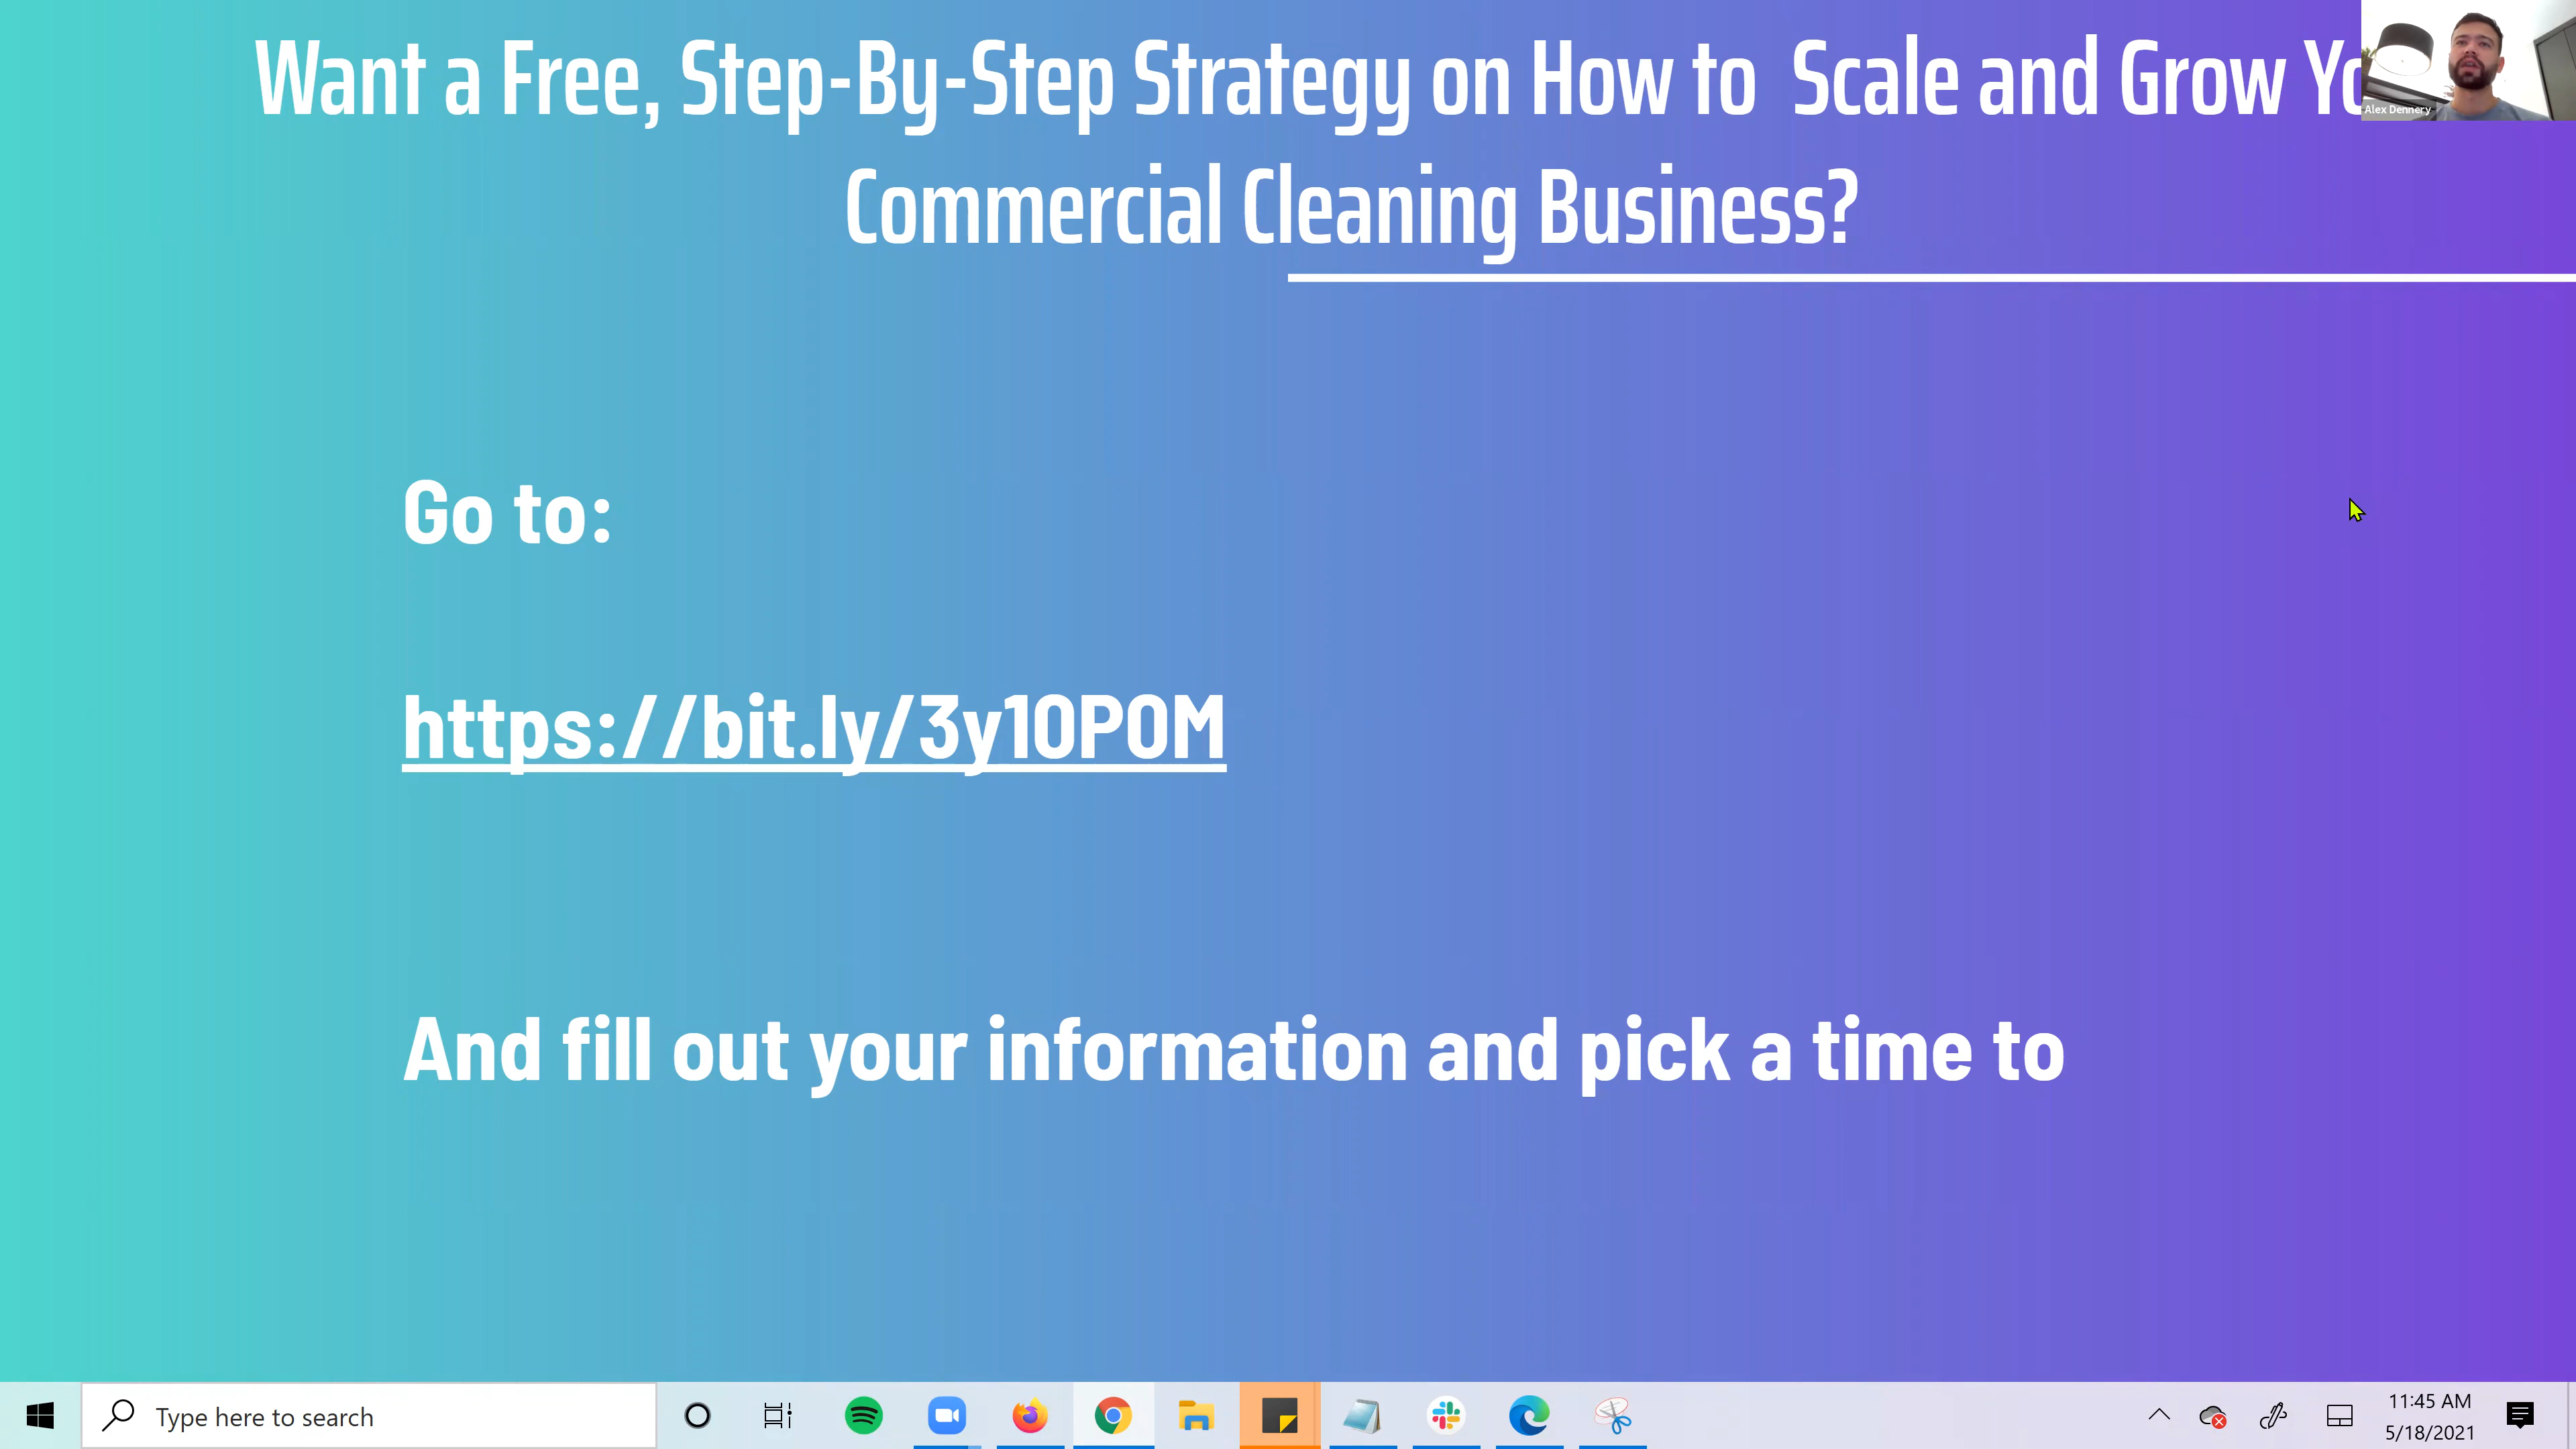 Want a Free, Step-By-Step Strategy on How to Scale and Grow Yo
Commercial Cleaning Business?
Alex Dennery
Go to:
https://bit.ly/3y10P0M
And fill out your information and pick a time to
Type here to search
11:45 AM
5/18/2021